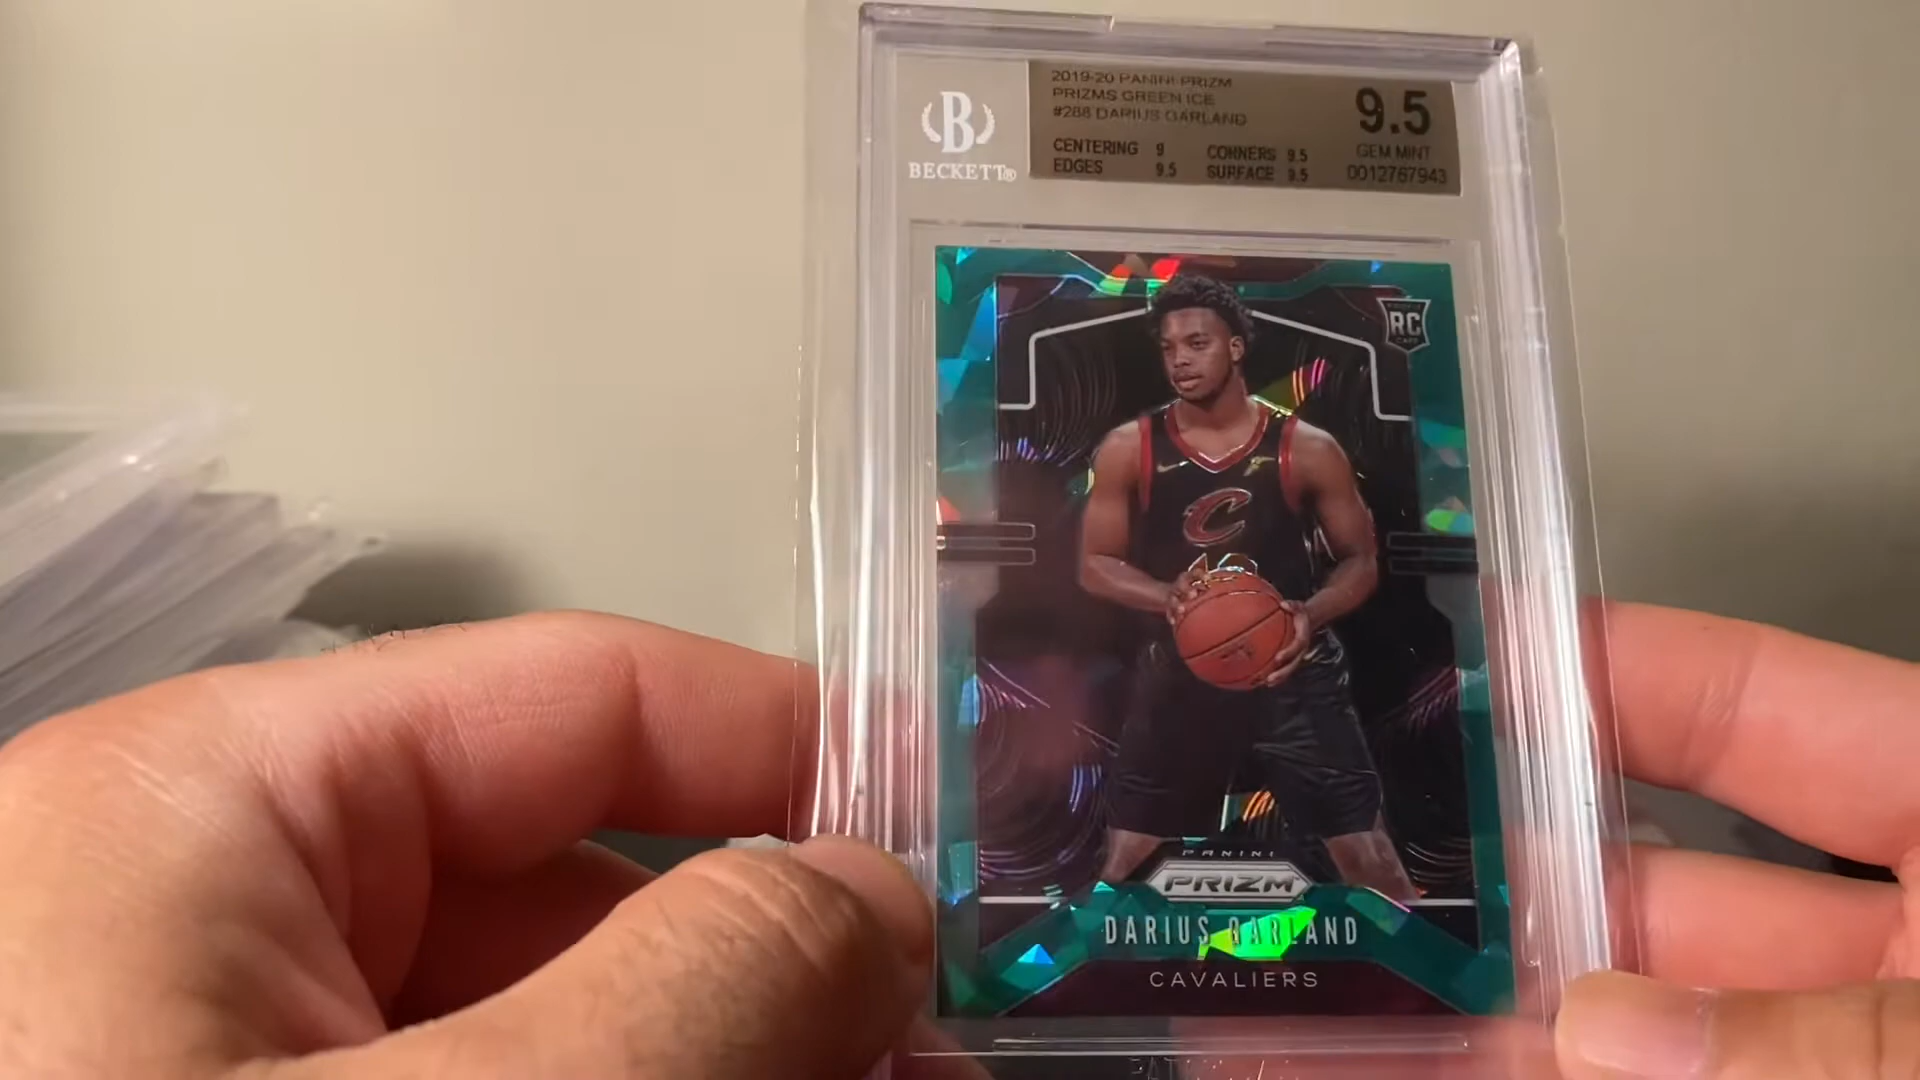 2019-20 PANINI PRIZM
PRIZMS GREEN ICE
#288 DARIUS GARLAND
9.5
GEM MINT
CENTERING 9 CORNERS 9.5
EDGES 9.5 SURFACE 9.5
0012767943
B
BECKETT®
RC
C
PANINI
PRIZM
DARIUS GARLAND
CAVALIERS